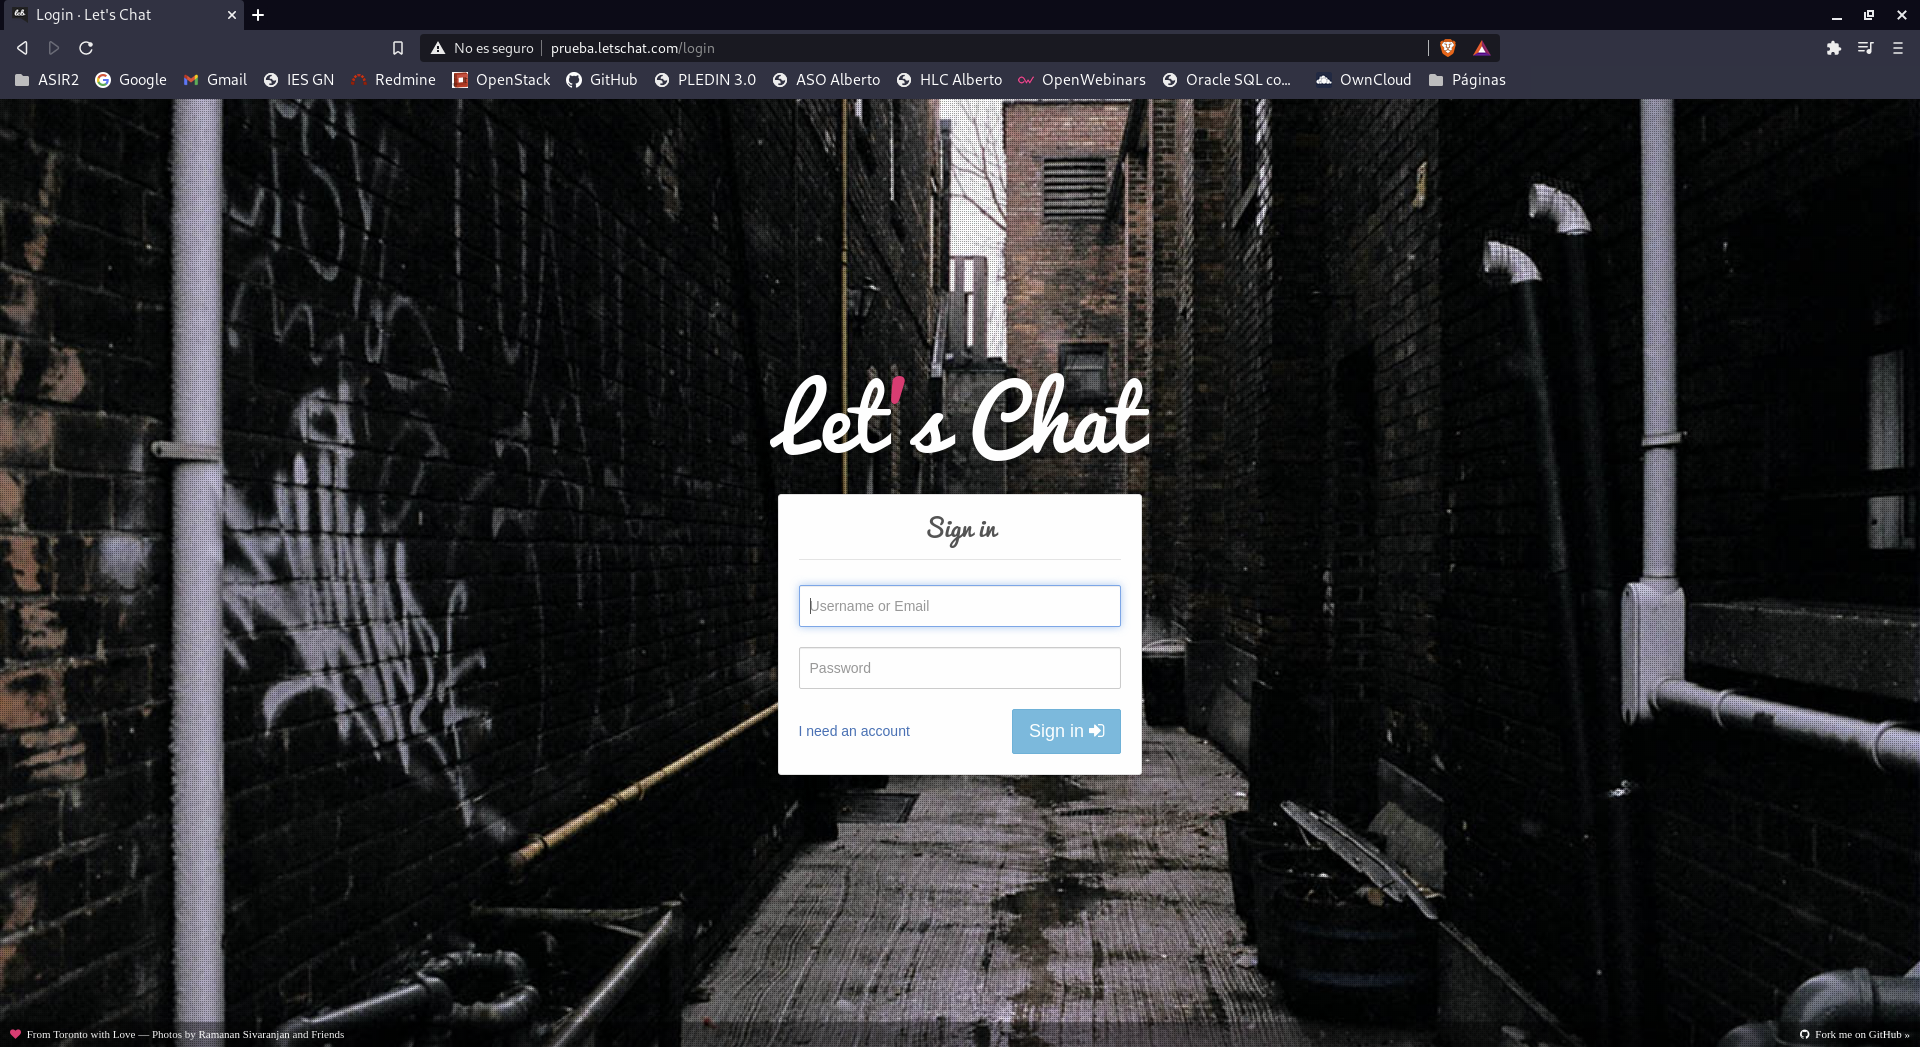 Login · Let's Chat
No es seguro
prueba.letschat.com/login
ASIR2 Google Gmail IES GN Redmine OpenStack GitHub PLEDIN 3.0 ASO Alberto HLC Alberto OpenWebinars Oracle SQL co... OwnCloud Páginas
Let's Chat
Sign in
Username or Email
Password
I need an account
Sign in
From Toronto with Love — Photos by Ramanan Sivaranjan and Friends
Fork me on GitHub »